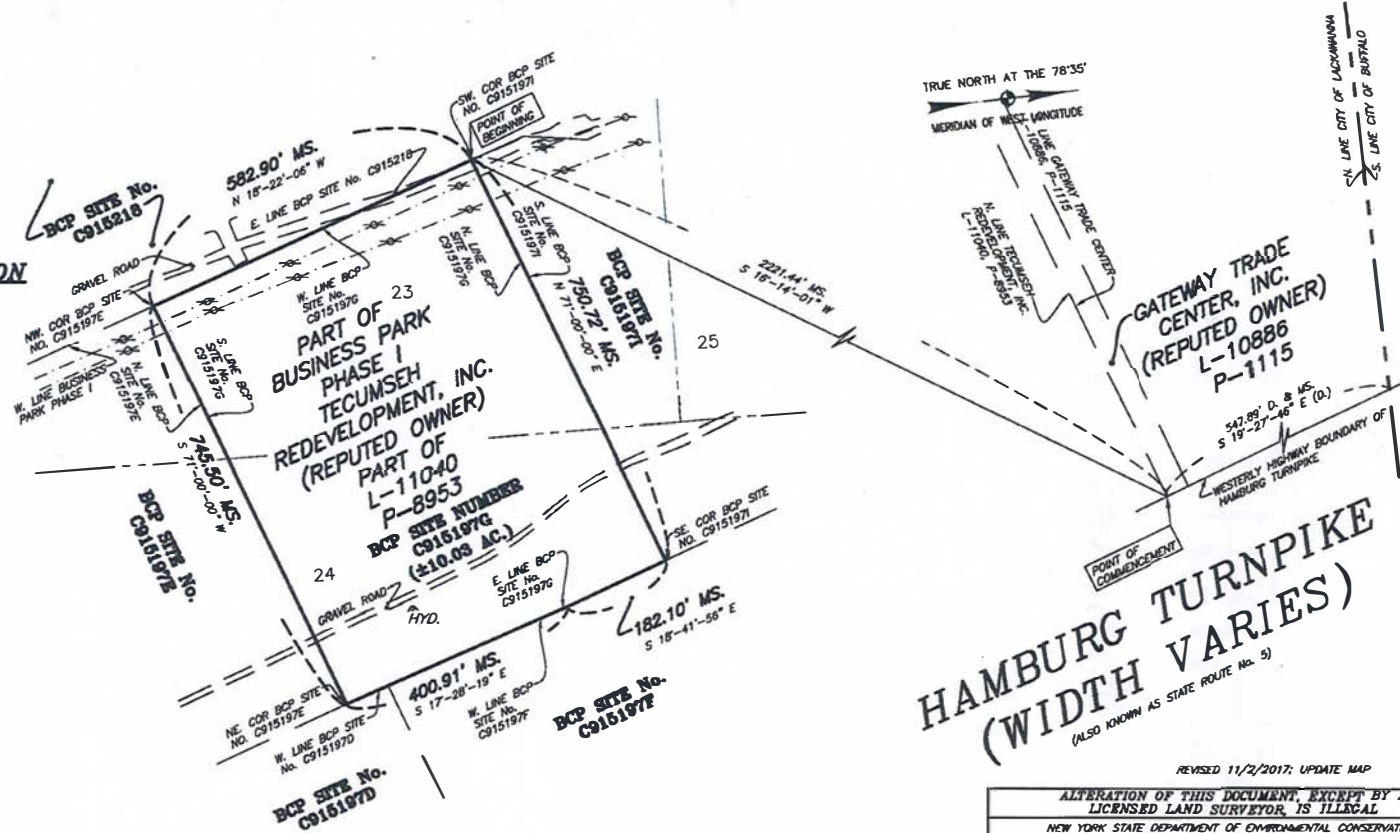 ON
BCP SITE No.
C915218
582.90' MS.
N 18°-22'-06" W
E. LINE BCP SITE No. C915218
SW. COR BCP SITE
NO. C915197I
POINT OF
BEGINNING
GRAVEL ROAD
NW. COR BCP SITE
NO. C915197E
W. LINE BUSINESS
PARK PHASE I
N. LINE BCP
SITE No.
C915197E
S. LINE BCP
SITE No.
C915197G
W. LINE BCP
SITE No.
C915197G
N. LINE BCP
SITE No.
C915197G
S. LINE BCP
SITE No.
C915197I
N 71°-00'-00" E
750.72' MS.
BCP SITE No.
C915197I
23
PART OF
BUSINESS PARK
PHASE I
TECUMSEH
REDEVELOPMENT, INC.
(REPUTED OWNER)
PART OF
L-11040
P-8953
BCP SITE NUMBER
C915197G
(±10.03 AC.)
25
24
745.50' MS.
S 71°-00'-00" W
BCP SITE No.
C915197E
GRAVEL ROAD
HYD.
E. LINE BCP
SITE No.
C915197G
SE. COR BCP SITE
NO. C915197I
182.10' MS.
S 18°-41'-56" E
400.91' MS.
S 17°-28'-19" E
W. LINE BCP
SITE No.
C915197F
BCP SITE No.
C915197F
NE. COR BCP SITE
NO. C915197E
W. LINE BCP SITE
No. C915197D
BCP SITE No.
C915197D
2221.44' MS.
S 16°-14'-01" W
TRUE NORTH AT THE 78°35'
MERIDIAN OF WEST LONGITUDE
LINE GATEWAY TRADE CENTER
L-10886, P-1115
N. LINE TECUMSEH
REDEVELOPMENT, INC.
L-11040, P-8953
GATEWAY TRADE
CENTER, INC.
(REPUTED OWNER)
L-10886
P-1115
N. LINE CITY OF LACKAWANNA
S. LINE CITY OF BUFFALO
547.89' D. & MS.
S 19°-27'-46" E (D.)
WESTERLY HIGHWAY BOUNDARY OF
HAMBURG TURNPIKE
POINT OF
COMMENCEMENT
HAMBURG TURNPIKE
(WIDTH VARIES)
(ALSO KNOWN AS STATE ROUTE No. 5)
REVISED 11/2/2017; UPDATE MAP
ALTERATION OF THIS DOCUMENT, EXCEPT BY
LICENSED LAND SURVEYOR, IS ILLEGAL
NEW YORK STATE DEPARTMENT OF ENVIRONMENTAL CONSERVAT